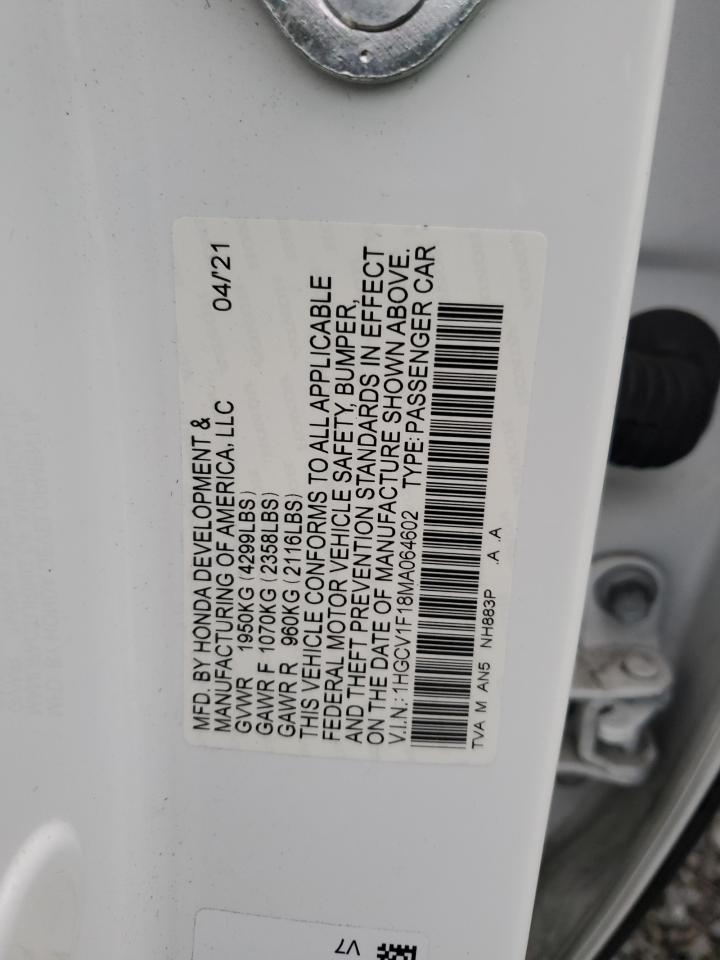 MFD. BY HONDA DEVELOPMENT &
MANUFACTURING OF AMERICA, LLC 04/'21
GVWR 1950KG (4299LBS)
GAWR F 1070KG (2358LBS)
GAWR R 960KG (2116LBS)
THIS VEHICLE CONFORMS TO ALL APPLICABLE
FEDERAL MOTOR VEHICLE SAFETY, BUMPER,
AND THEFT PREVENTION STANDARDS IN EFFECT
ON THE DATE OF MANUFACTURE SHOWN ABOVE.
V.I.N.: 1HGCV1F18MA064602 TYPE: PASSENGER CAR
TVA M AN5 NH883P .A .A
V7